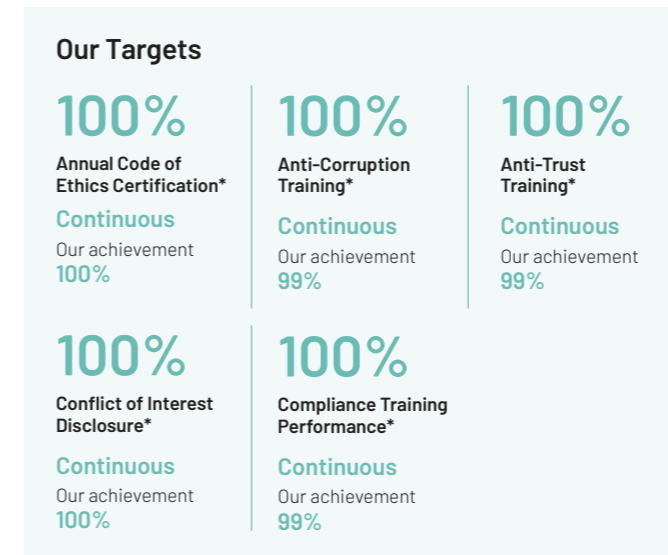 Our Targets
100%
Annual Code of
Ethics Certification*
Continuous
Our achievement
100%
100%
Anti-Corruption
Training*
Continuous
Our achievement
99%
100%
Anti-Trust
Training*
Continuous
Our achievement
99%
100%
Conflict of Interest
Disclosure*
Continuous
Our achievement
100%
100%
Compliance Training
Performance*
Continuous
Our achievement
99%